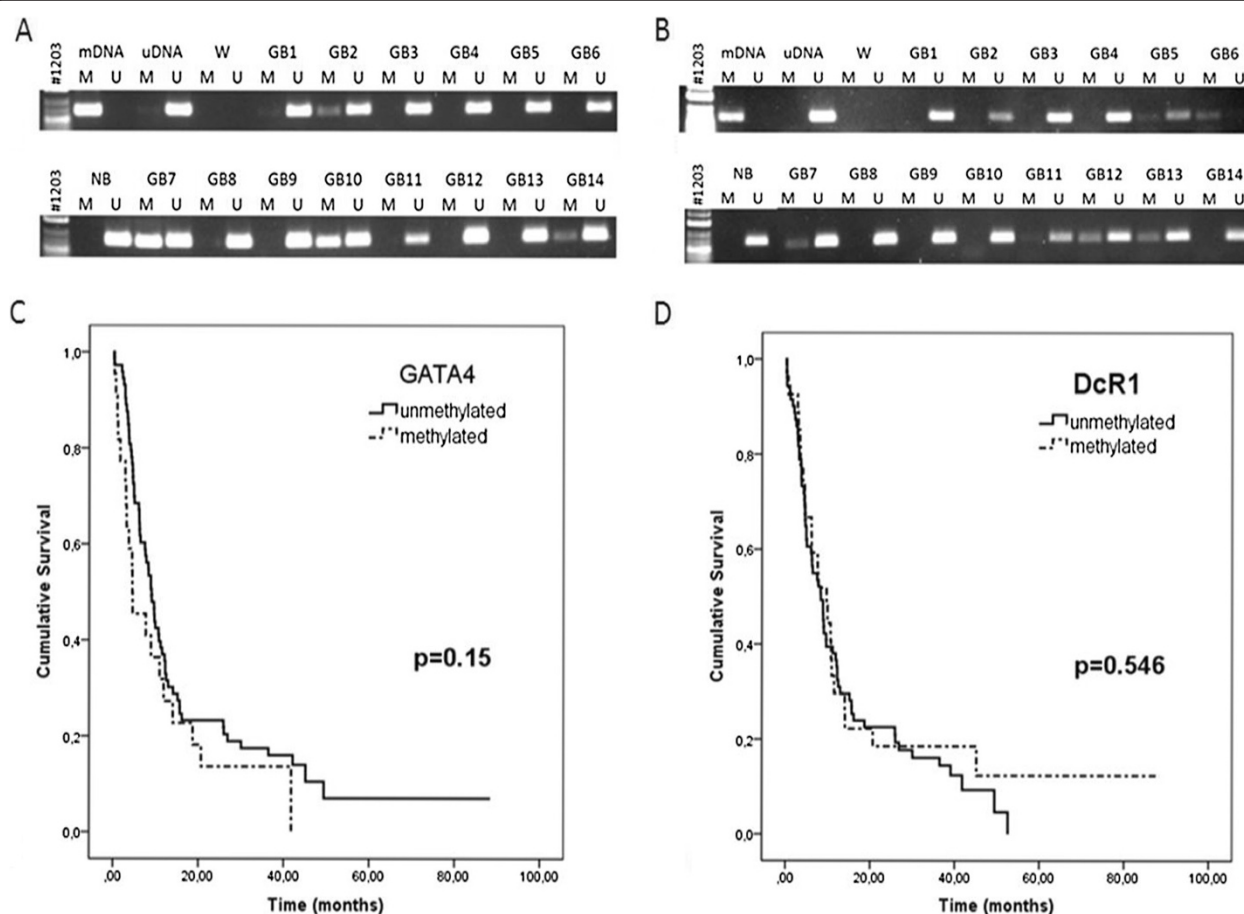 A
#1203
mDNA uDNA W GB1 GB2 GB3 GB4 GB5 GB6
M U M U M U M U M U M U M U M U M U
#1203
NB GB7 GB8 GB9 GB10 GB11 GB12 GB13 GB14
M U M U M U M U M U M U M U M U M U
B
#1203
mDNA uDNA W GB1 GB2 GB3 GB4 GB5 GB6
M U M U M U M U M U M U M U M U M U
#1203
NB GB7 GB8 GB9 GB10 GB11 GB12 GB13 GB14
M U M U M U M U M U M U M U M U M U
C
GATA4
unmethylated
methylated
p=0.15
Cumulative Survival
1,0
0,8
0,6
0,4
0,2
0,0
,00 20,00 40,00 60,00 80,00 100,00
Time (months)
D
DcR1
unmethylated
methylated
p=0.546
Cumulative Survival
1,0
0,8
0,6
0,4
0,2
0,0
,00 20,00 40,00 60,00 80,00 100,00
Time (months)